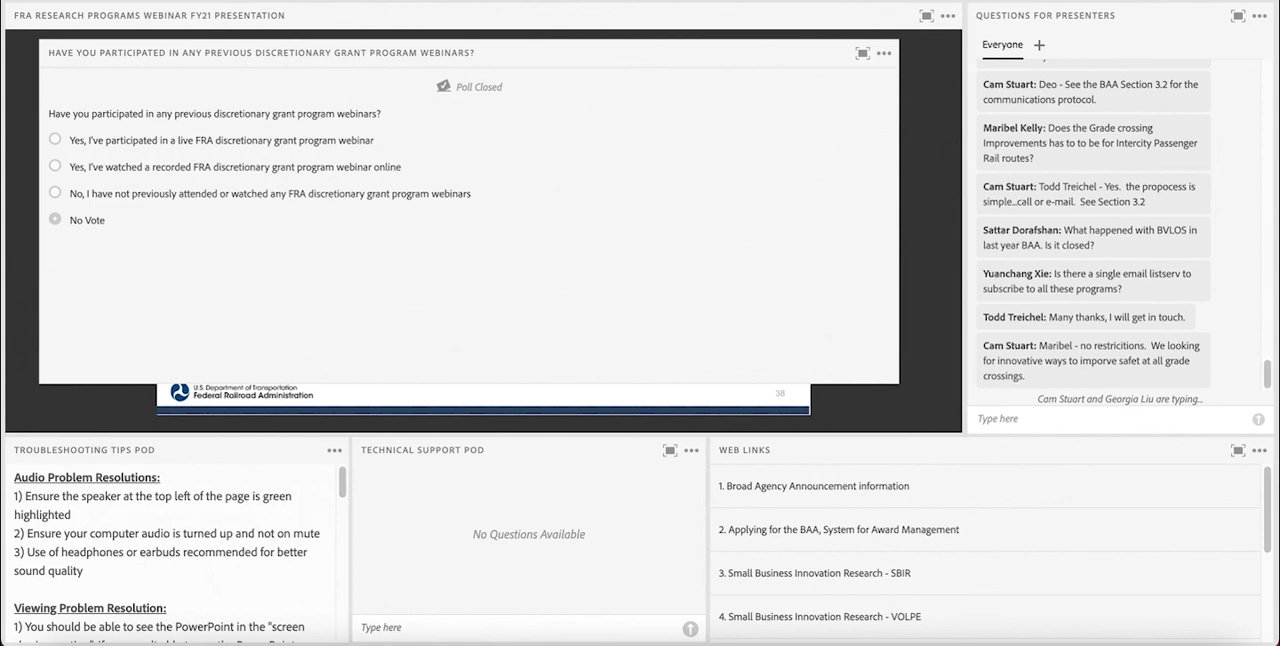 FRA RESEARCH PROGRAMS WEBINAR FY21 PRESENTATION
HAVE YOU PARTICIPATED IN ANY PREVIOUS DISCRETIONARY GRANT PROGRAM WEBINARS?
Poll Closed
Have you participated in any previous discretionary grant program webinars?
Yes, I've participated in a live FRA discretionary grant program webinar
Yes, I've watched a recorded FRA discretionary grant program webinar online
No, I have not previously attended or watched any FRA discretionary grant program webinars
No Vote
U.S. Department of Transportation
Federal Railroad Administration
38
QUESTIONS FOR PRESENTERS
Everyone +
Cam Stuart: Deo - See the BAA Section 3.2 for the
communications protocol.
Maribel Kelly: Does the Grade crossing
Improvements has to to be for Intercity Passenger
Rail routes?
Cam Stuart: Todd Treichel - Yes. the propocess is
simple...call or e-mail. See Section 3.2
Sattar Dorafshan: What happened with BVLOS in
last year BAA. Is it closed?
Yuanchang Xie: Is there a single email listserv to
subscribe to all these programs?
Todd Treichel: Many thanks, I will get in touch.
Cam Stuart: Maribel - no restricitions. We looking
for innovative ways to imporve safet at all grade
crossings.
Cam Stuart and Georgia Liu are typing...
Type here
TROUBLESHOOTING TIPS POD
Audio Problem Resolutions:
1) Ensure the speaker at the top left of the page is green
highlighted
2) Ensure your computer audio is turned up and not on mute
3) Use of headphones or earbuds recommended for better
sound quality
Viewing Problem Resolution:
1) You should be able to see the PowerPoint in the "screen
TECHNICAL SUPPORT POD
No Questions Available
Type here
WEB LINKS
1. Broad Agency Announcement information
2. Applying for the BAA, System for Award Management
3. Small Business Innovation Research - SBIR
4. Small Business Innovation Research - VOLPE